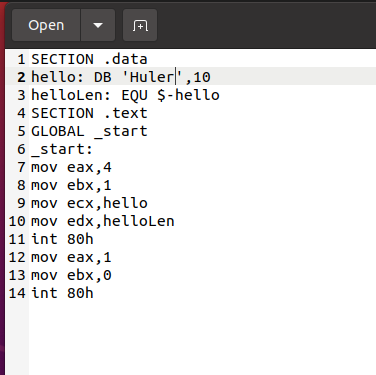 Open
1 SECTION .data
2 hello: DB 'Huler',10
3 helloLen: EQU $-hello
4 SECTION .text
5 GLOBAL _start
6 _start:
7 mov eax,4
8 mov ebx,1
9 mov ecx,hello
10 mov edx,helloLen
11 int 80h
12 mov eax,1
13 mov ebx,0
14 int 80h